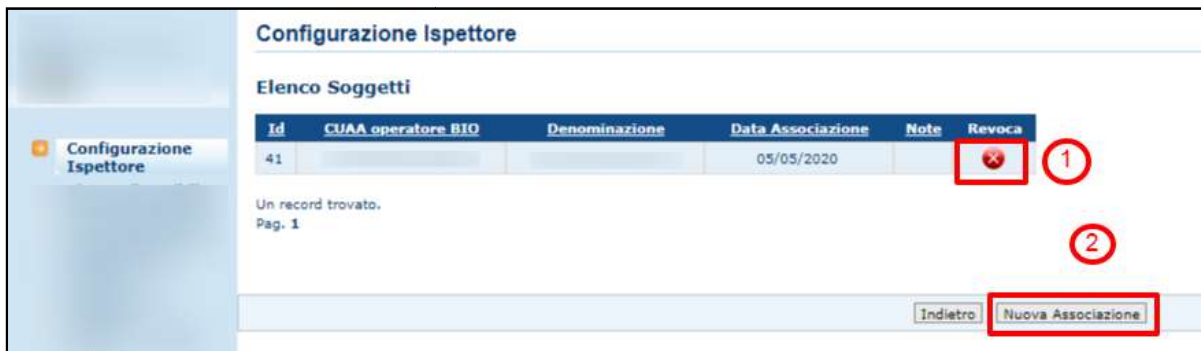 Configurazione Ispettore
Elenco Soggetti
Id CUAA operatore BIO Denominazione Data Associazione Note Revoca
41 05/05/2020
1
Configurazione
Ispettore
Un record trovato.
Pag. 1
2
Indietro Nuova Associazione